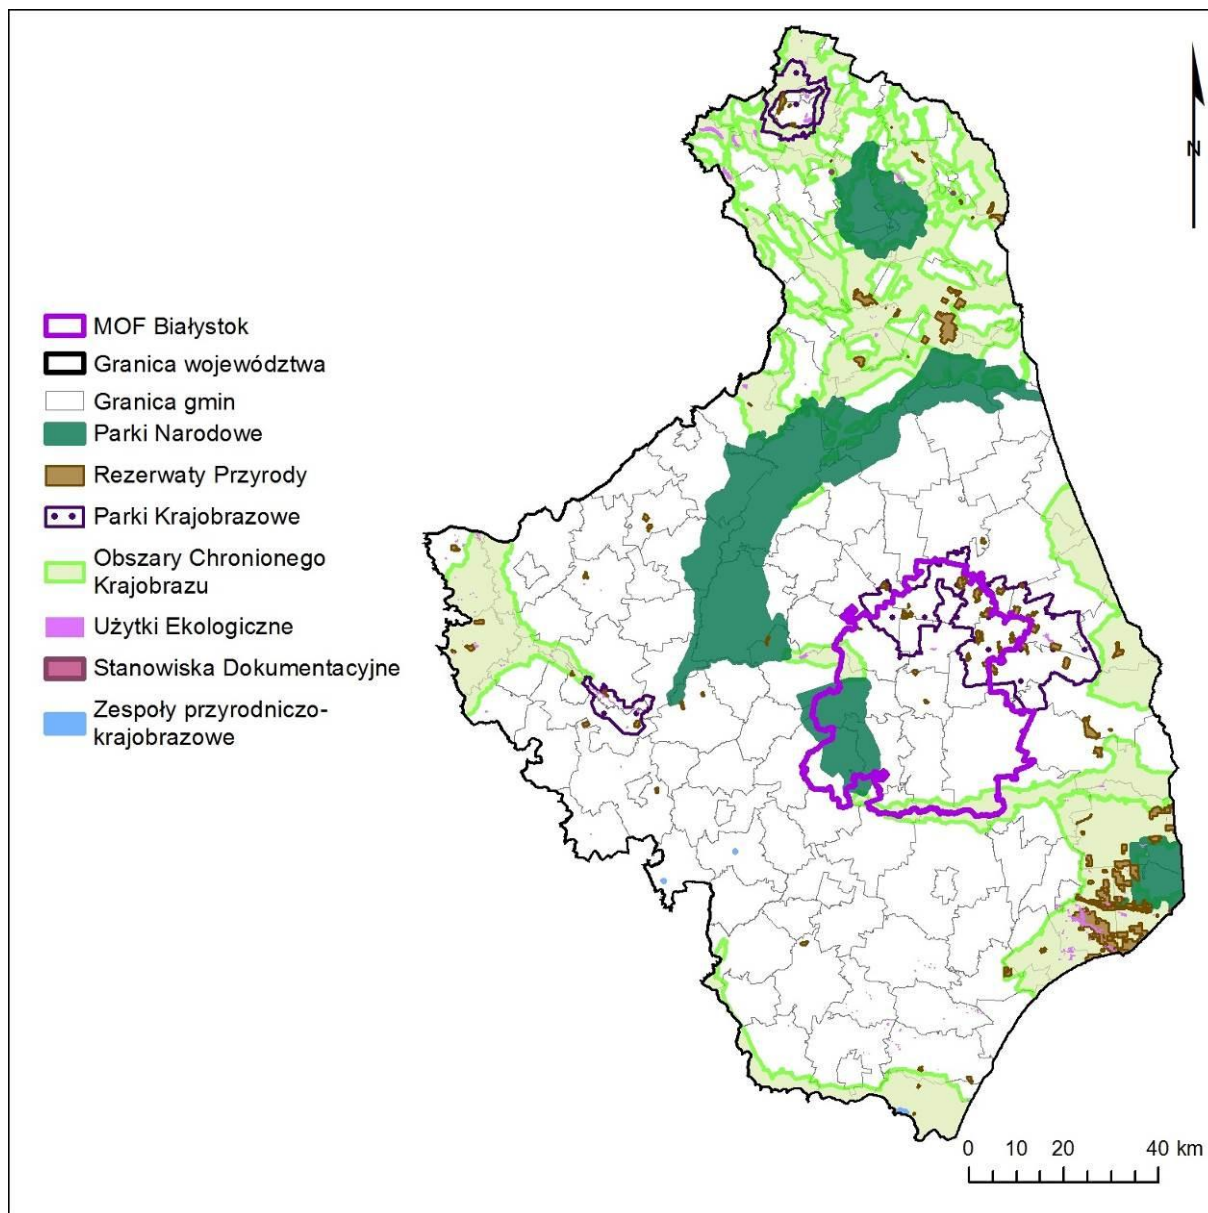 N
MOF Białystok
Granica województwa
Granica gmin
Parki Narodowe
Rezerwaty Przyrody
Parki Krajobrazowe
Obszary Chronionego
Krajobrazu
Użytki Ekologiczne
Stanowiska Dokumentacyjne
Zespoły przyrodniczo-
krajobrazowe
0 10 20 40 km